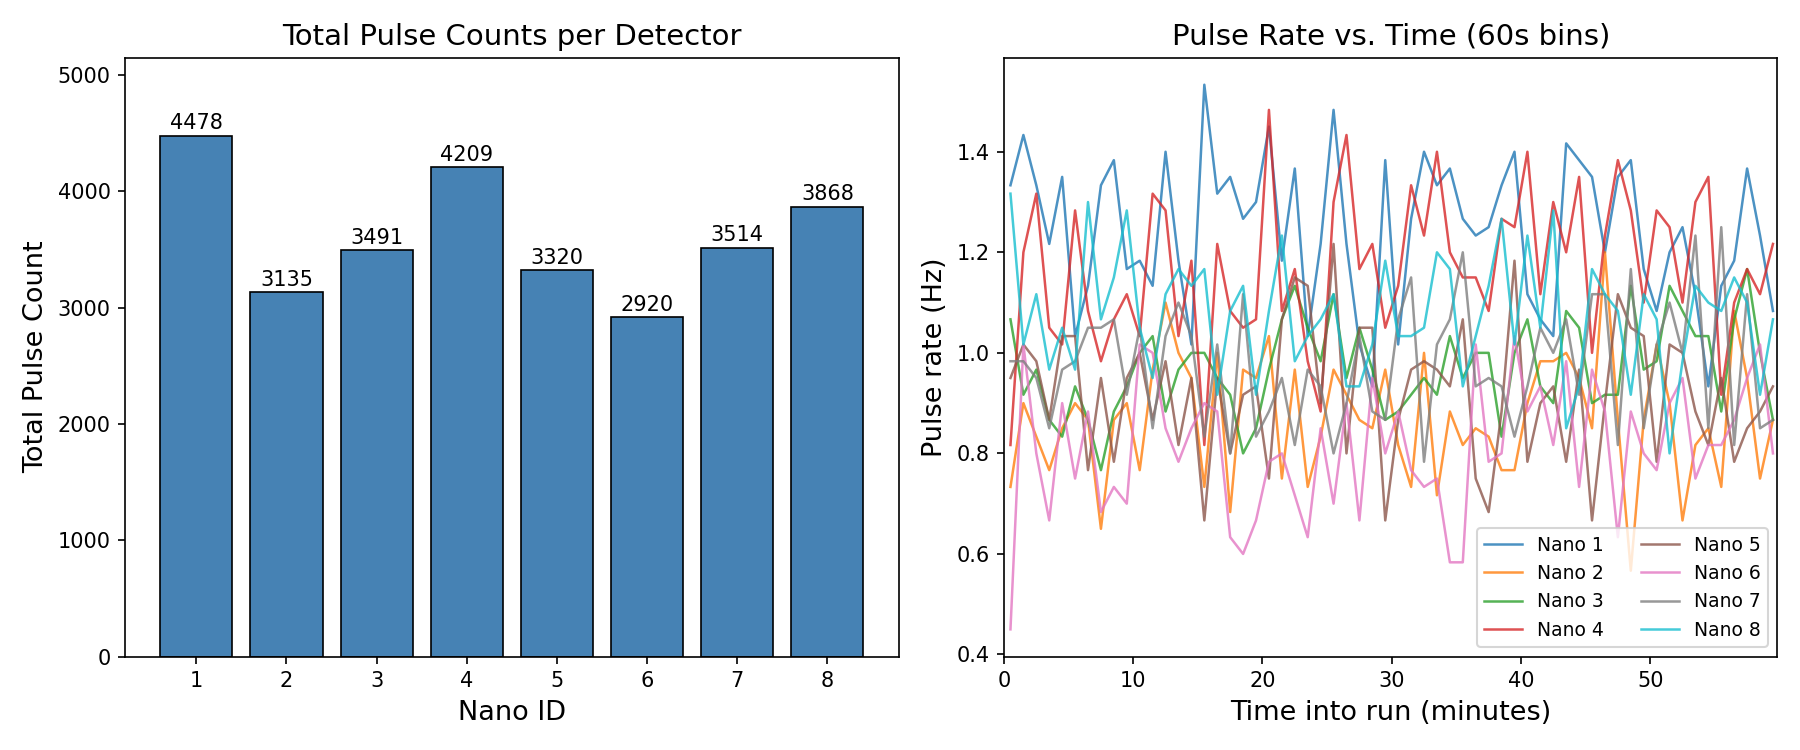 Total Pulse Counts per Detector
Total Pulse Count
5000
4000
3000
2000
1000
0
4478
3135
3491
4209
3320
2920
3514
3868
1 2 3 4 5 6 7 8
Nano ID
Pulse Rate vs. Time (60s bins)
Pulse rate (Hz)
1.4
1.2
1.0
0.8
0.6
0.4
Nano 1 Nano 5
Nano 2 Nano 6
Nano 3 Nano 7
Nano 4 Nano 8
0 10 20 30 40 50
Time into run (minutes)